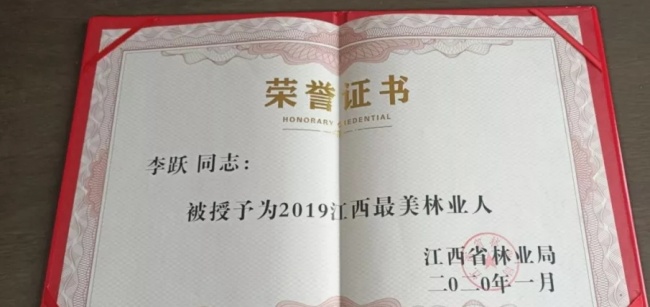 荣誉证书
HONORARY CREDENTIAL
李跃 同志：
被授予为2019江西最美林业人
江西省林业局
二〇二〇年一月